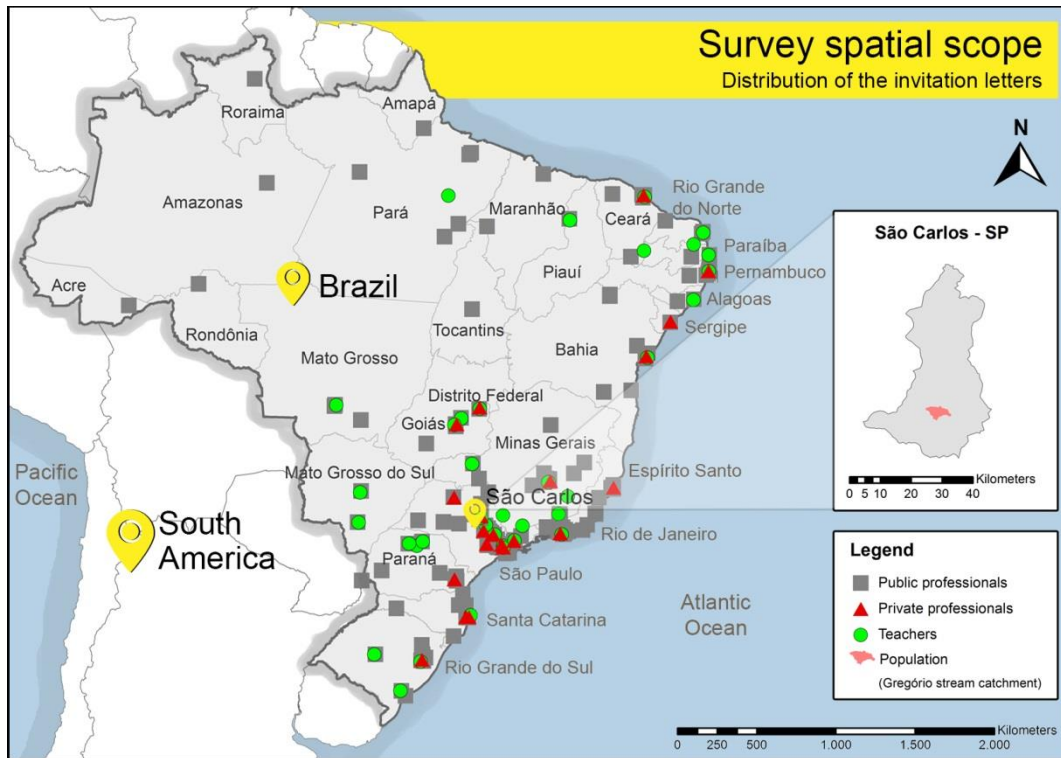 Survey spatial scope
Distribution of the invitation letters
N
Roraima
Amapá
Amazonas
Pará
Maranhão
Ceará
Rio Grande
do Norte
Paraíba
Pernambuco
Piauí
Alagoas
Acre
Brazil
Sergipe
Rondônia
Tocantins
Bahia
Mato Grosso
Distrito Federal
Goiás
Minas Gerais
Mato Grosso do Sul
Espírito Santo
São Carlos
Pacific
Ocean
South
America
Rio de Janeiro
Paraná
São Paulo
Santa Catarina
Atlantic
Ocean
Rio Grande do Sul
São Carlos - SP
Kilometers
0 5 10 20 30 40
Legend
Public professionals
Private professionals
Teachers
Population
(Gregório stream catchment)
Kilometers
0 250 500 1.000 1.500 2.000